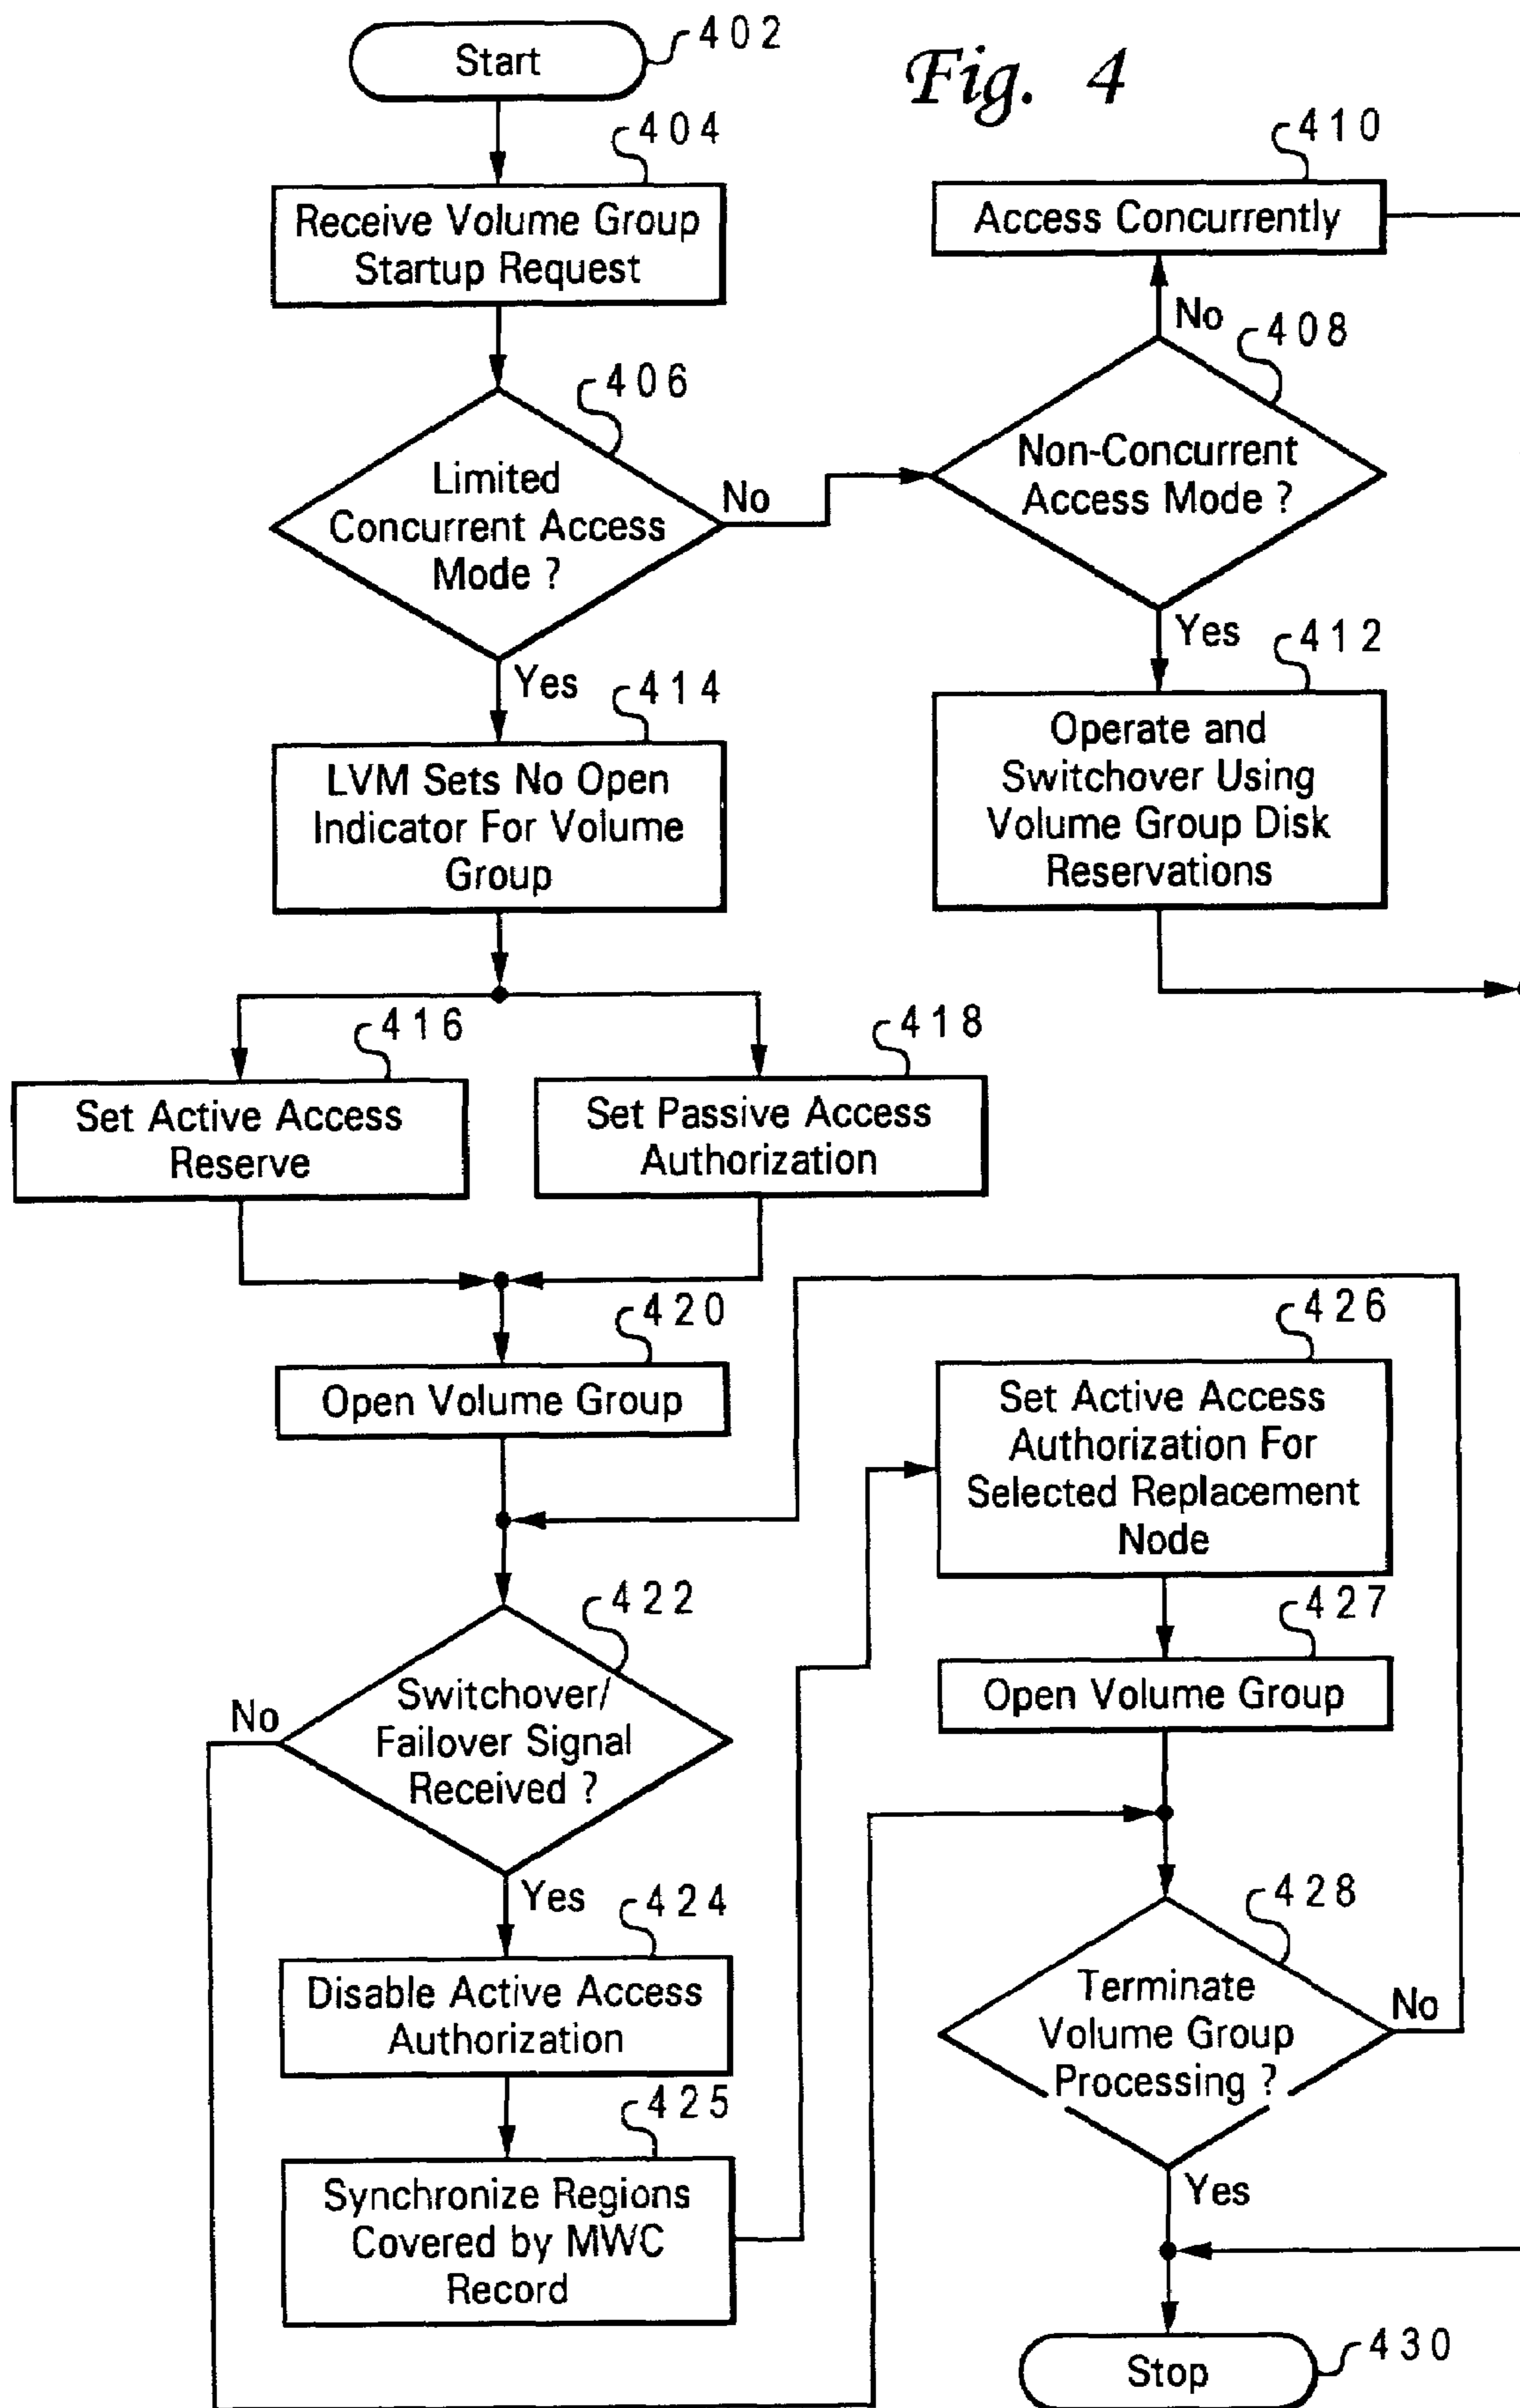 Start
402
Fig. 4
404
Receive Volume Group
Startup Request
410
Access Concurrently
No
408
406
Limited
Concurrent Access
Mode ?
No
Non-Concurrent
Access Mode ?
Yes
412
Yes
414
LVM Sets No Open
Indicator For Volume
Group
Operate and
Switchover Using
Volume Group Disk
Reservations
416
Set Active Access
Reserve
418
Set Passive Access
Authorization
420
Open Volume Group
426
Set Active Access
Authorization For
Selected Replacement
Node
422
Switchover/
Failover Signal
Received ?
No
427
Open Volume Group
Yes
424
Disable Active Access
Authorization
428
Terminate
Volume Group
Processing ?
No
425
Synchronize Regions
Covered by MWC
Record
Yes
Stop
430